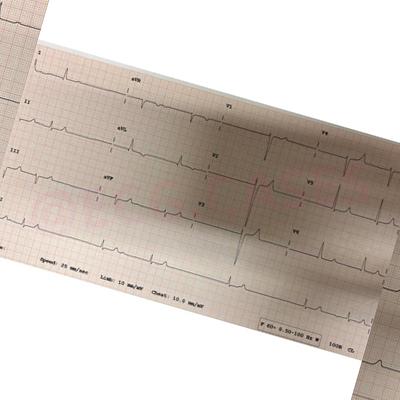 I
aVR
V1
V4
II
aVL
V2
V5
III
aVF
V3
V6
Speed: 25 mm/sec Limb: 10 mm/mV Chest: 10.0 mm/mV
F 60~ 0.50-100 Hz W 100B CL